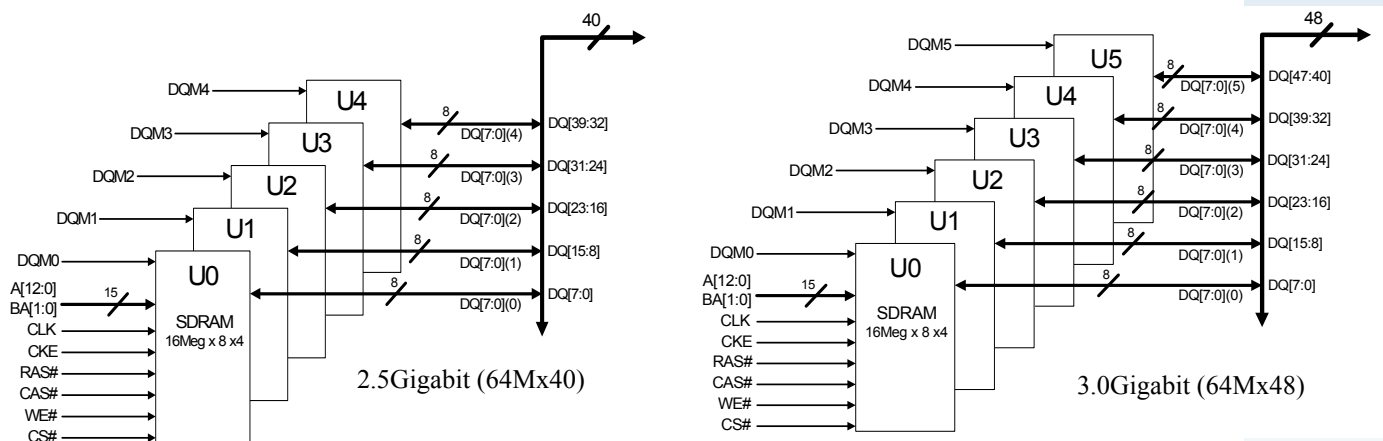 40
DQM4
U4
8
DQ[7:0](4)
DQ[39:32]
DQM3
U3
8
DQ[7:0](3)
DQ[31:24]
DQM2
U2
8
DQ[7:0](2)
DQ[23:16]
DQM1
U1
8
DQ[7:0](1)
DQ[15:8]
DQM0
U0
8
DQ[7:0](0)
DQ[7:0]
A[12:0]
BA[1:0]
15
SDRAM
16Meg x 8 x4
CLK
CKE
RAS#
CAS#
WE#
CS#
2.5Gigabit (64Mx40)
48
DQM5
U5
8
DQ[7:0](5)
DQ[47:40]
DQM4
U4
8
DQ[7:0](4)
DQ[39:32]
DQM3
U3
8
DQ[7:0](3)
DQ[31:24]
DQM2
U2
8
DQ[7:0](2)
DQ[23:16]
DQM1
U1
8
DQ[7:0](1)
DQ[15:8]
DQM0
U0
8
DQ[7:0](0)
DQ[7:0]
A[12:0]
BA[1:0]
15
SDRAM
16Meg x 8 x4
CLK
CKE
RAS#
CAS#
WE#
CS#
3.0Gigabit (64Mx48)